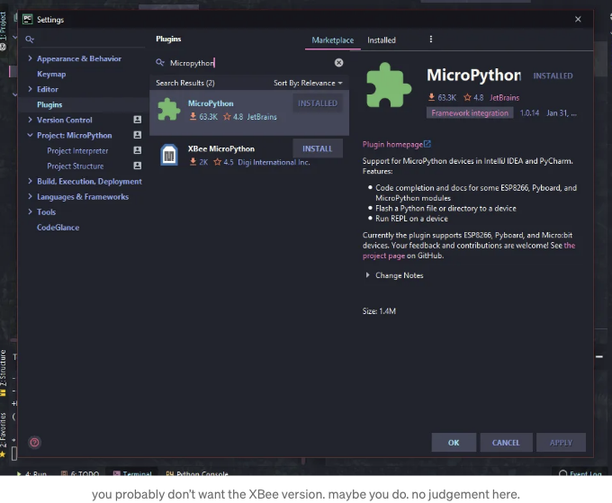 1: Project
PC Settings
Plugins
Marketplace
Installed
Micropython
Appearance & Behavior
Keymap
Editor
Plugins
Version Control
Project: MicroPython
Project Interpreter
Project Structure
Build, Execution, Deployment
Languages & Frameworks
Tools
CodeGlance
Search Results (2)
Sort By: Relevance
MicroPython
INSTALLED
63.3K 4.8 JetBrains
XBee MicroPython
INSTALL
2K 4.5 Digi International Inc.
MicroPython
INSTALLED
63.3K 4.8 JetBrains
Framework integration 1.0.14 Jan 31, ...
Plugin homepage
Support for MicroPython devices in IntelliJ IDEA and PyCharm.
Features:
• Code completion and docs for some ESP8266, Pyboard, and
MicroPython modules
• Flash a Python file or directory to a device
• Run REPL on a device
Currently the plugin supports ESP8266, Pyboard, and Micro:bit
devices. Your feedback and contributions are welcome! See the
project page on GitHub.
Change Notes
Size: 1.4M
? OK CANCEL APPLY
Z: Structure
2: Favorites
4: Run 6: TODO Terminal Python Console Event Log
you probably don't want the XBee version. maybe you do. no judgement here.